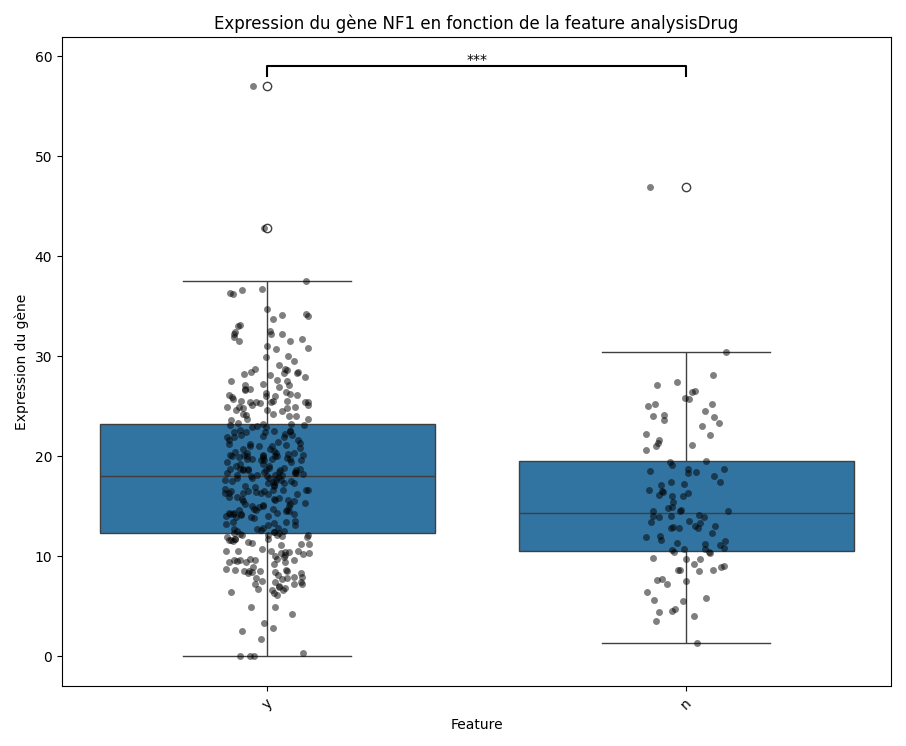 Expression du gène NF1 en fonction de la feature analysisDrug
***
60
50
40
30
20
10
0
Expression du gène
y
n
Feature